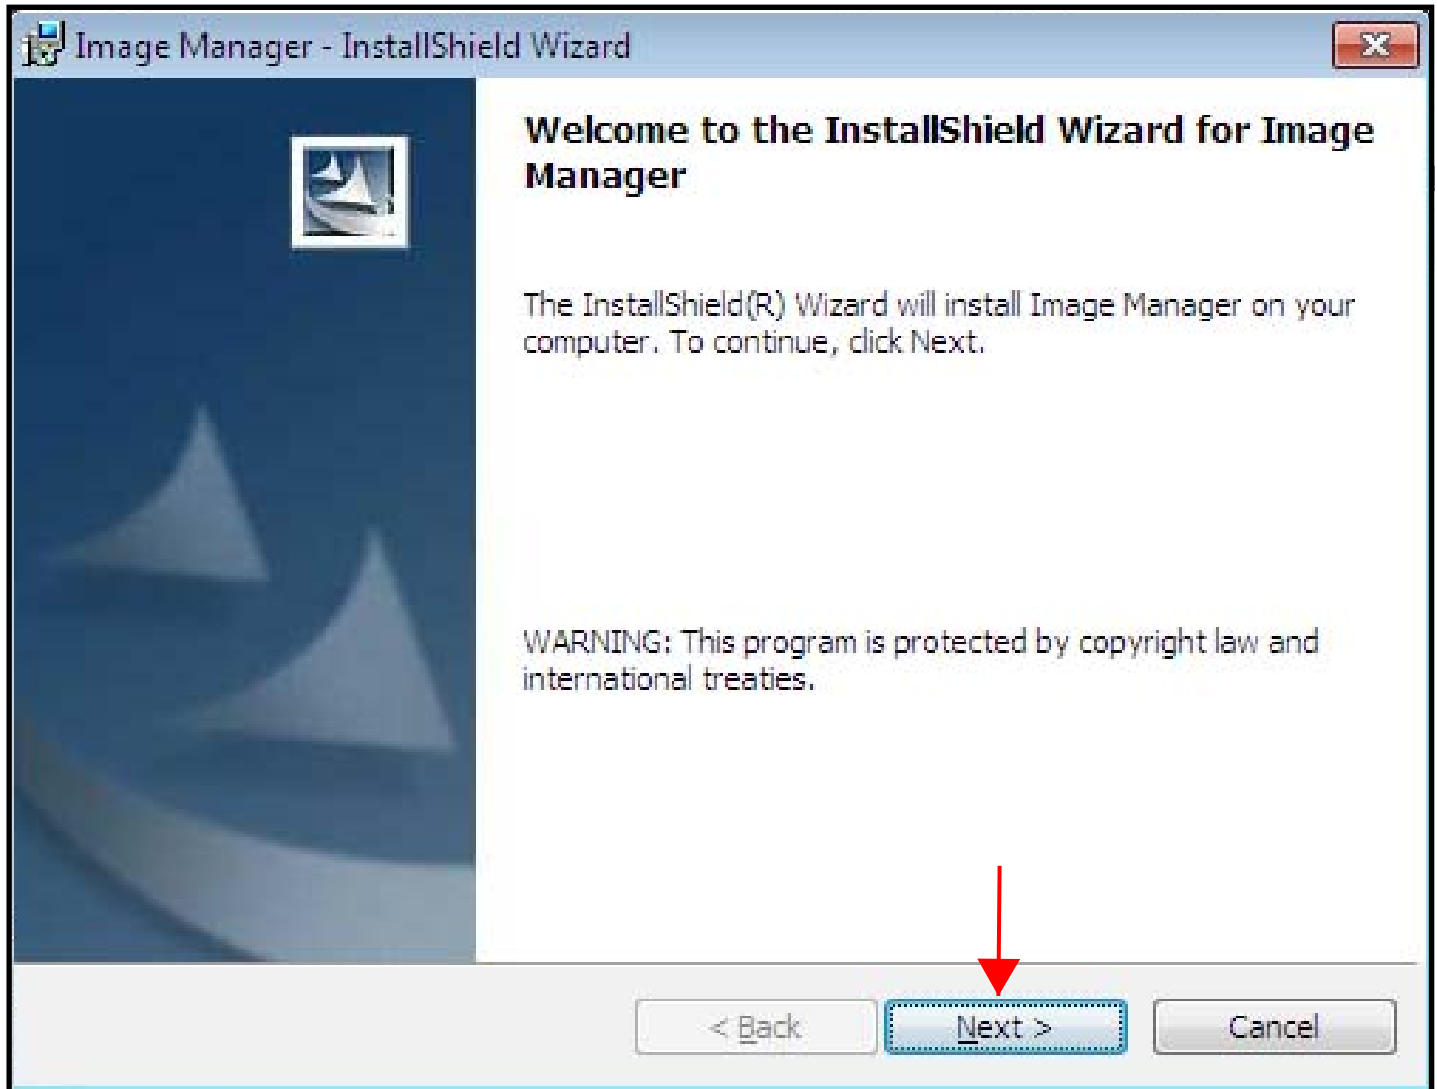 Image Manager - InstallShield Wizard
Welcome to the InstallShield Wizard for Image
Manager
The InstallShield(R) Wizard will install Image Manager on your
computer. To continue, click Next.
WARNING: This program is protected by copyright law and
international treaties.
< Back
Next >
Cancel